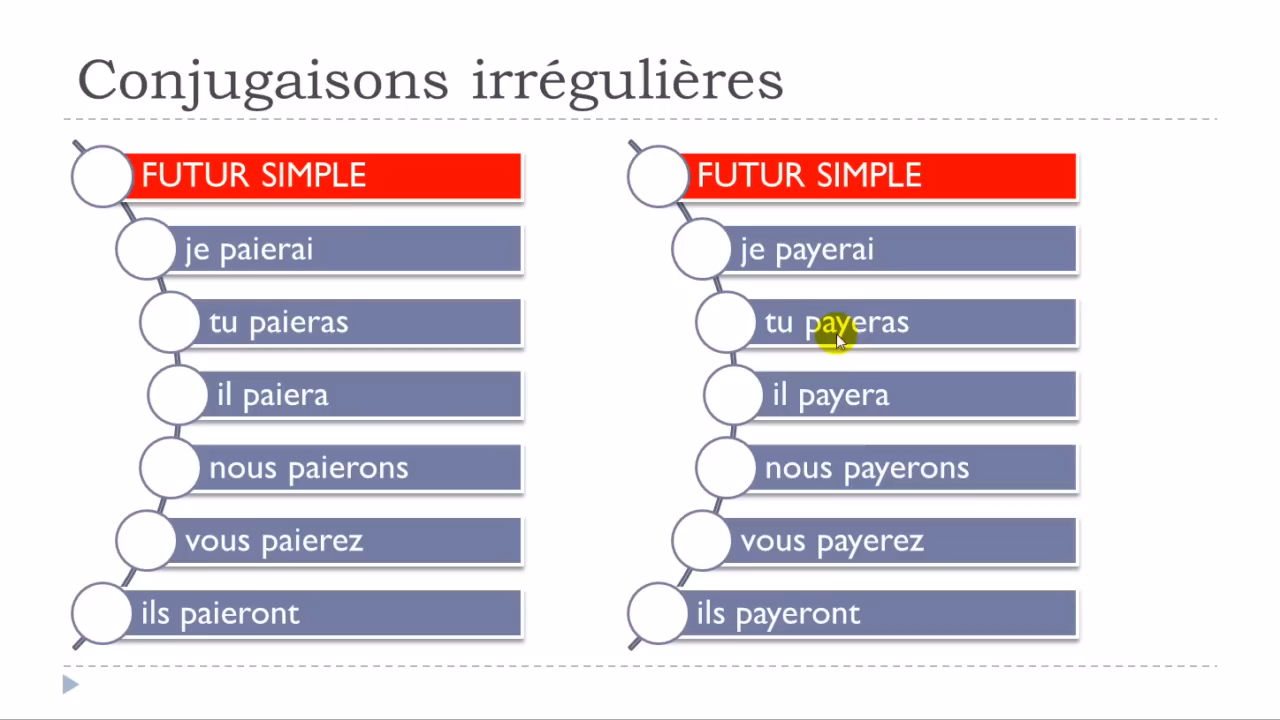 Conjugaisons irrégulières
FUTUR SIMPLE
je paierai
tu paieras
il paiera
nous paierons
vous paierez
ils paieront
FUTUR SIMPLE
je payerai
tu payeras
il payera
nous payerons
vous payerez
ils payeront